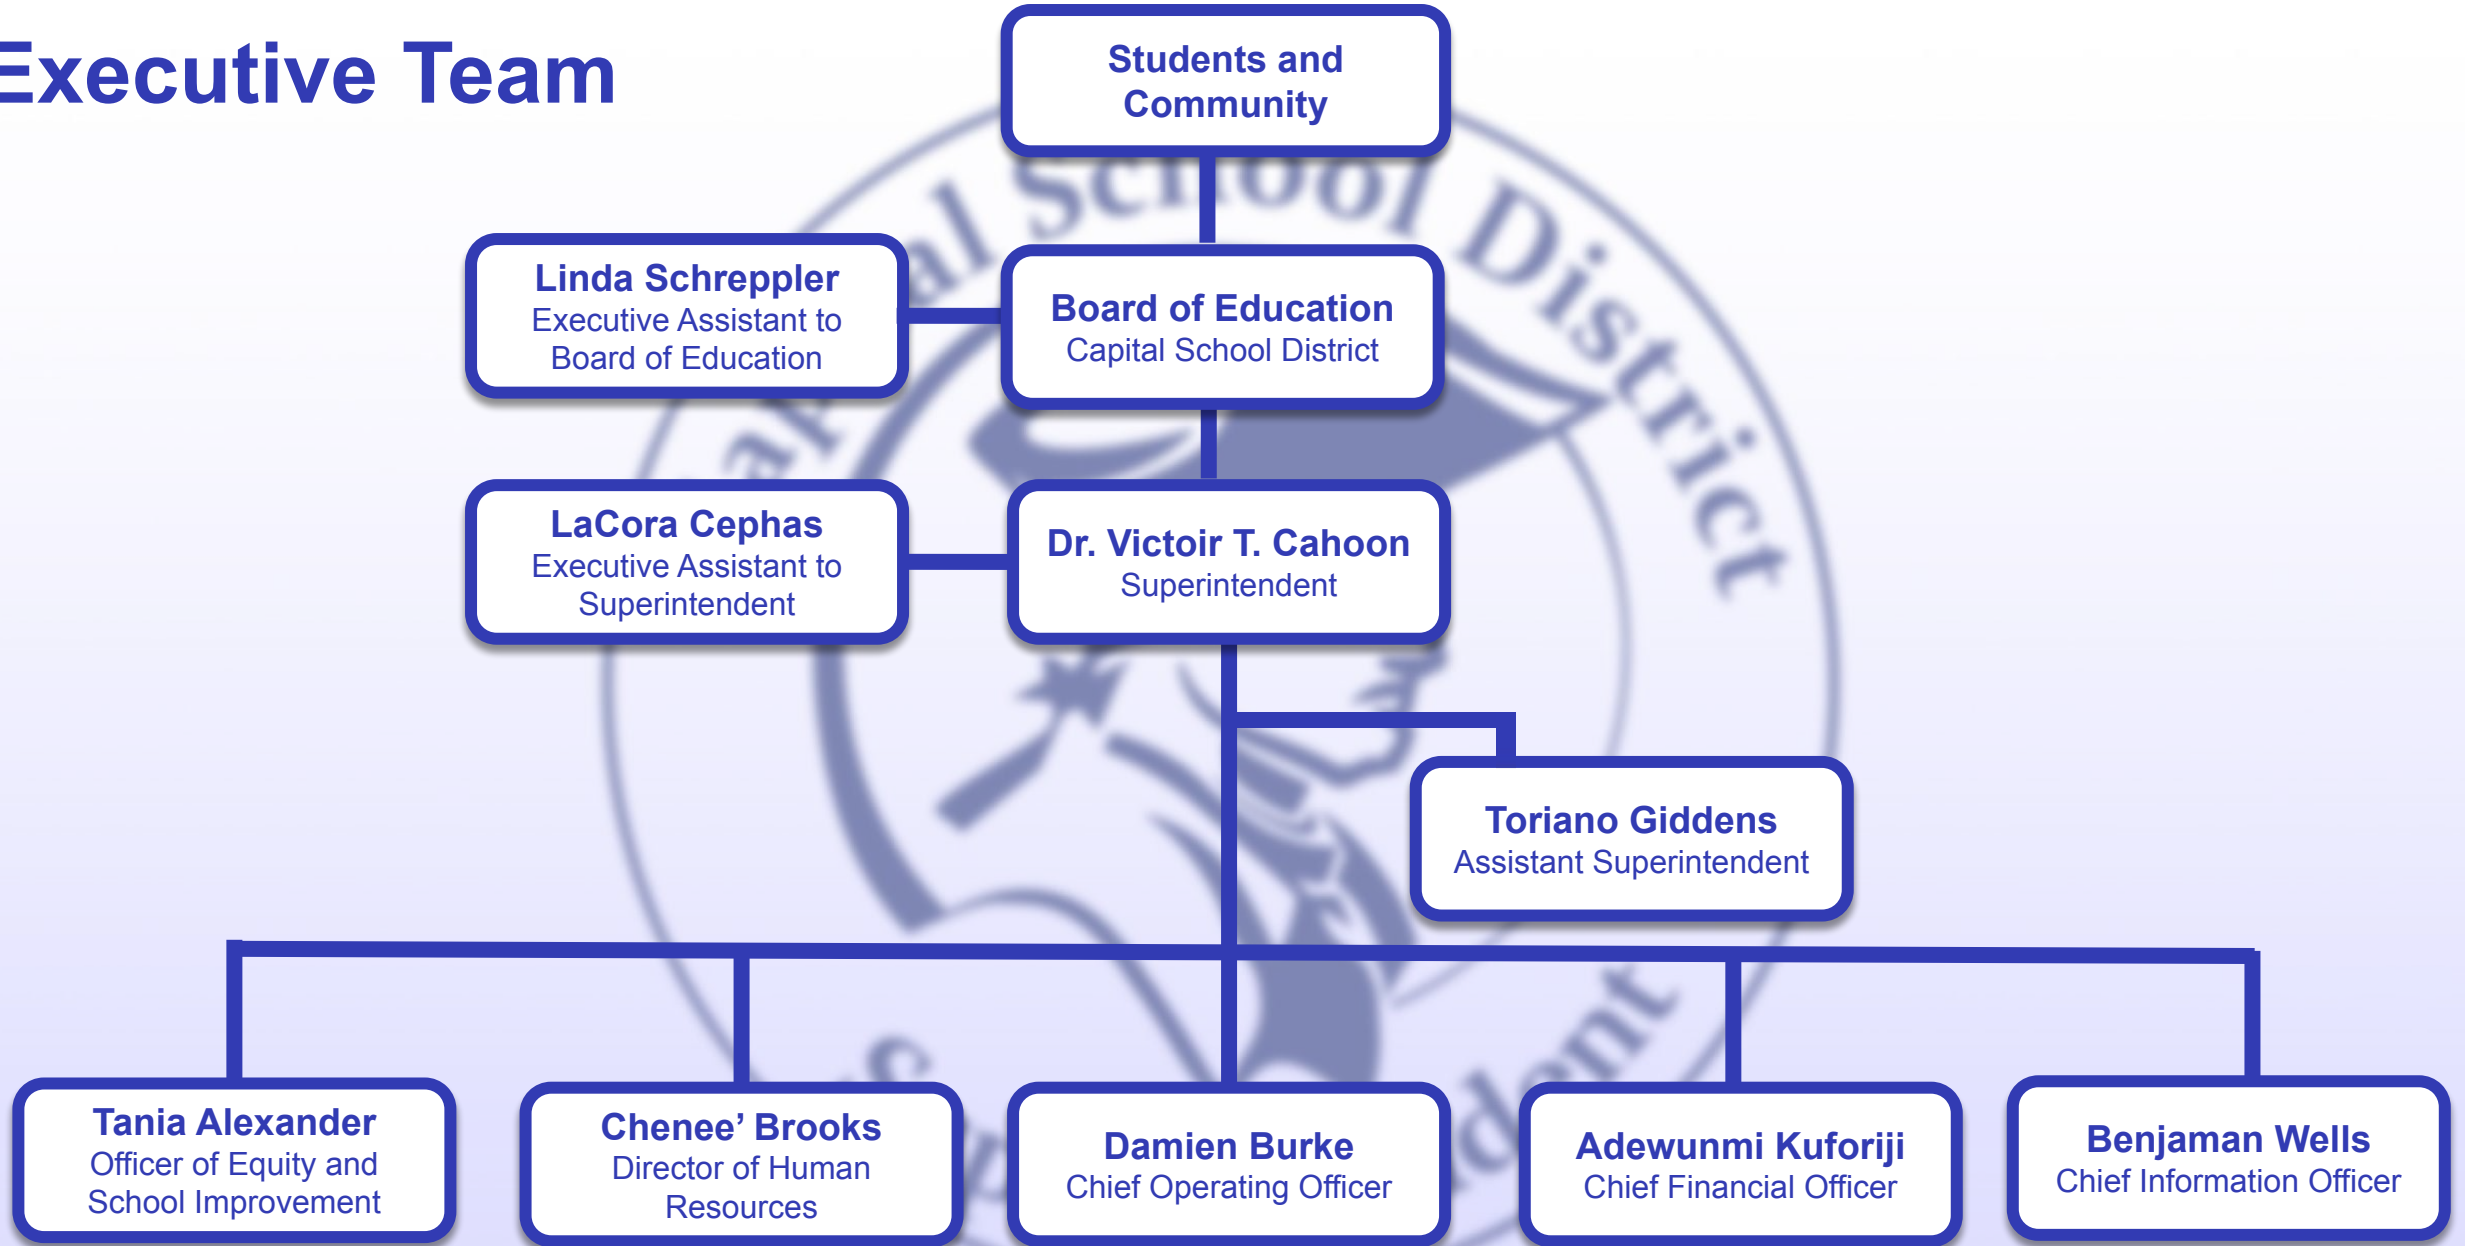 Executive Team
Students and
Community
Capital School District
Linda Schreppler
Executive Assistant to
Board of Education
Board of Education
Capital School District
LaCora Cephas
Executive Assistant to
Superintendent
Dr. Victoir T. Cahoon
Superintendent
Toriano Giddens
Assistant Superintendent
Tania Alexander
Officer of Equity and
School Improvement
Chenee’ Brooks
Director of Human
Resources
Damien Burke
Chief Operating Officer
Adewunmi Kuforiji
Chief Financial Officer
Benjaman Wells
Chief Information Officer